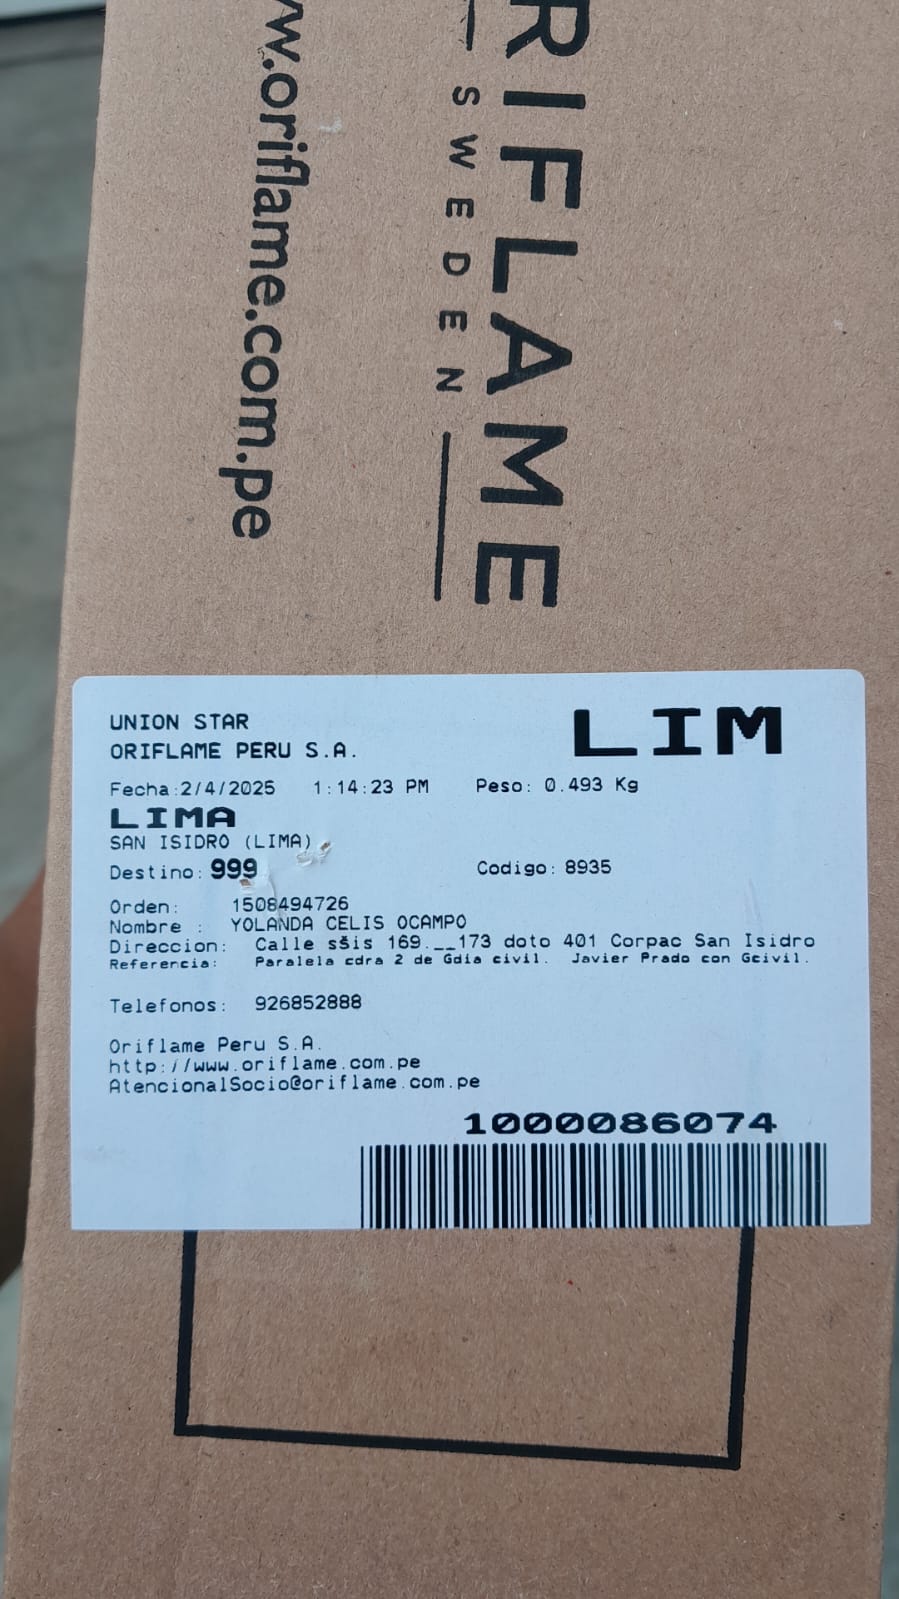 RIFLAME
SWEDEN
w.oriflame.com.pe
UNION STAR
LIM
ORIFLAME PERU S.A.
Fecha:2/4/2025 1:14:23 PM Peso: 0.493 Kg
LIMA
SAN ISIDRO (LIMA)
Destino: 999 Codigo: 8935
Orden: 1508494726
Nombre : YOLANDA CELIS OCAMPO
Direccion: Calle sšis 169.__173 doto 401 Corpac San Isidro
Referencia: Paralela cdra 2 de Gdia civil. Javier Prado con Gcivil.
Telefonos: 926852888
Oriflame Peru S.A.
http://www.oriflame.com.pe
AtencionalSocio@oriflame.com.pe
1000086074